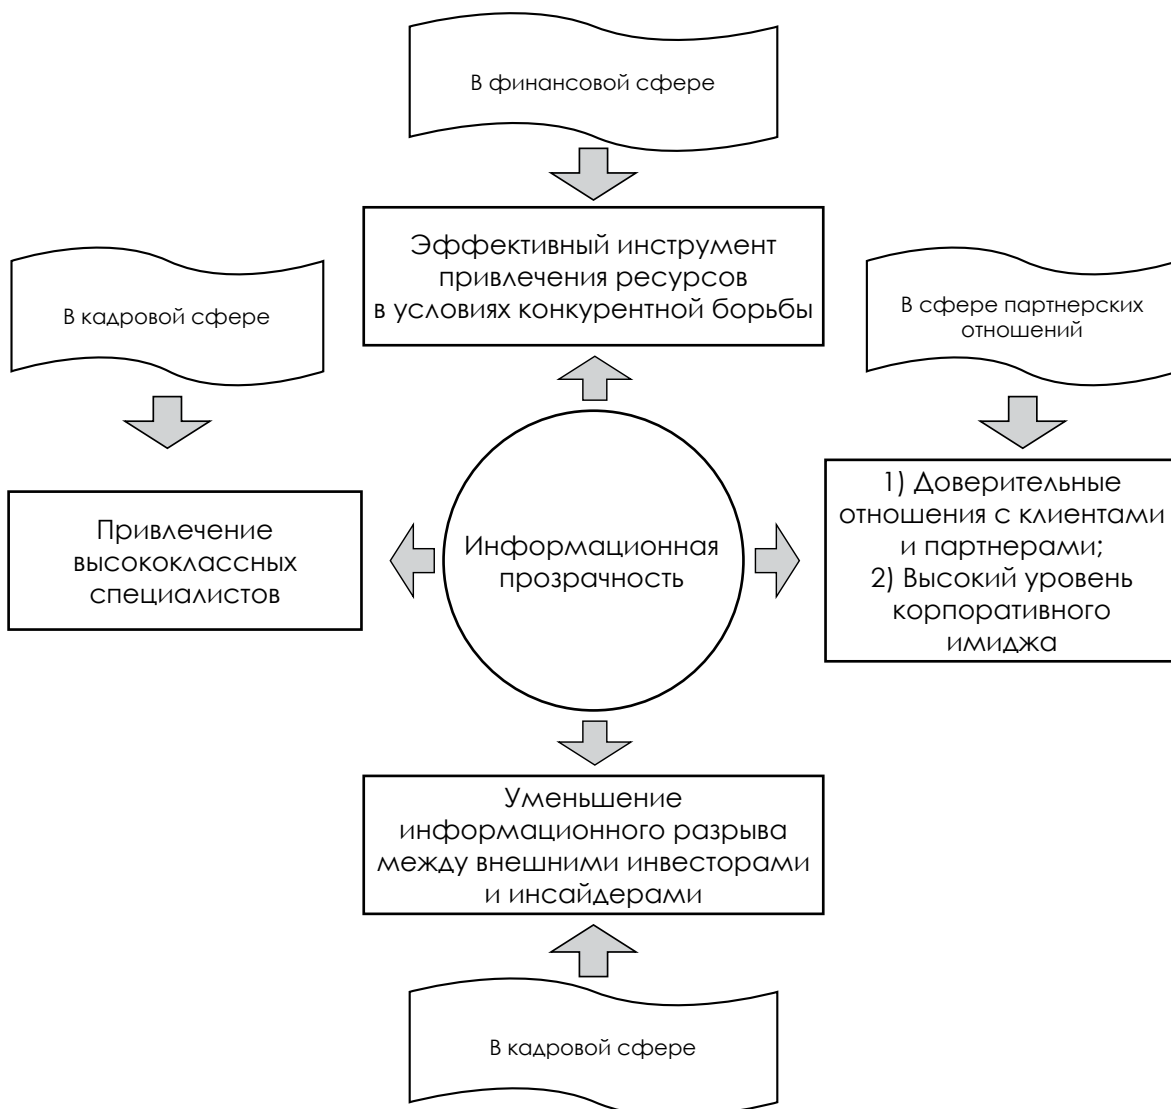 В финансовой сфере
Эффективный инструмент
привлечения ресурсов
в условиях конкурентной борьбы
В кадровой сфере
В сфере партнерских
отношений
Привлечение
высококлассных
специалистов
Информационная
прозрачность
1) Доверительные
отношения с клиентами
и партнерами;
2) Высокий уровень
корпоративного
имиджа
Уменьшение
информационного разрыва
между внешними инвесторами
и инсайдерами
В кадровой сфере